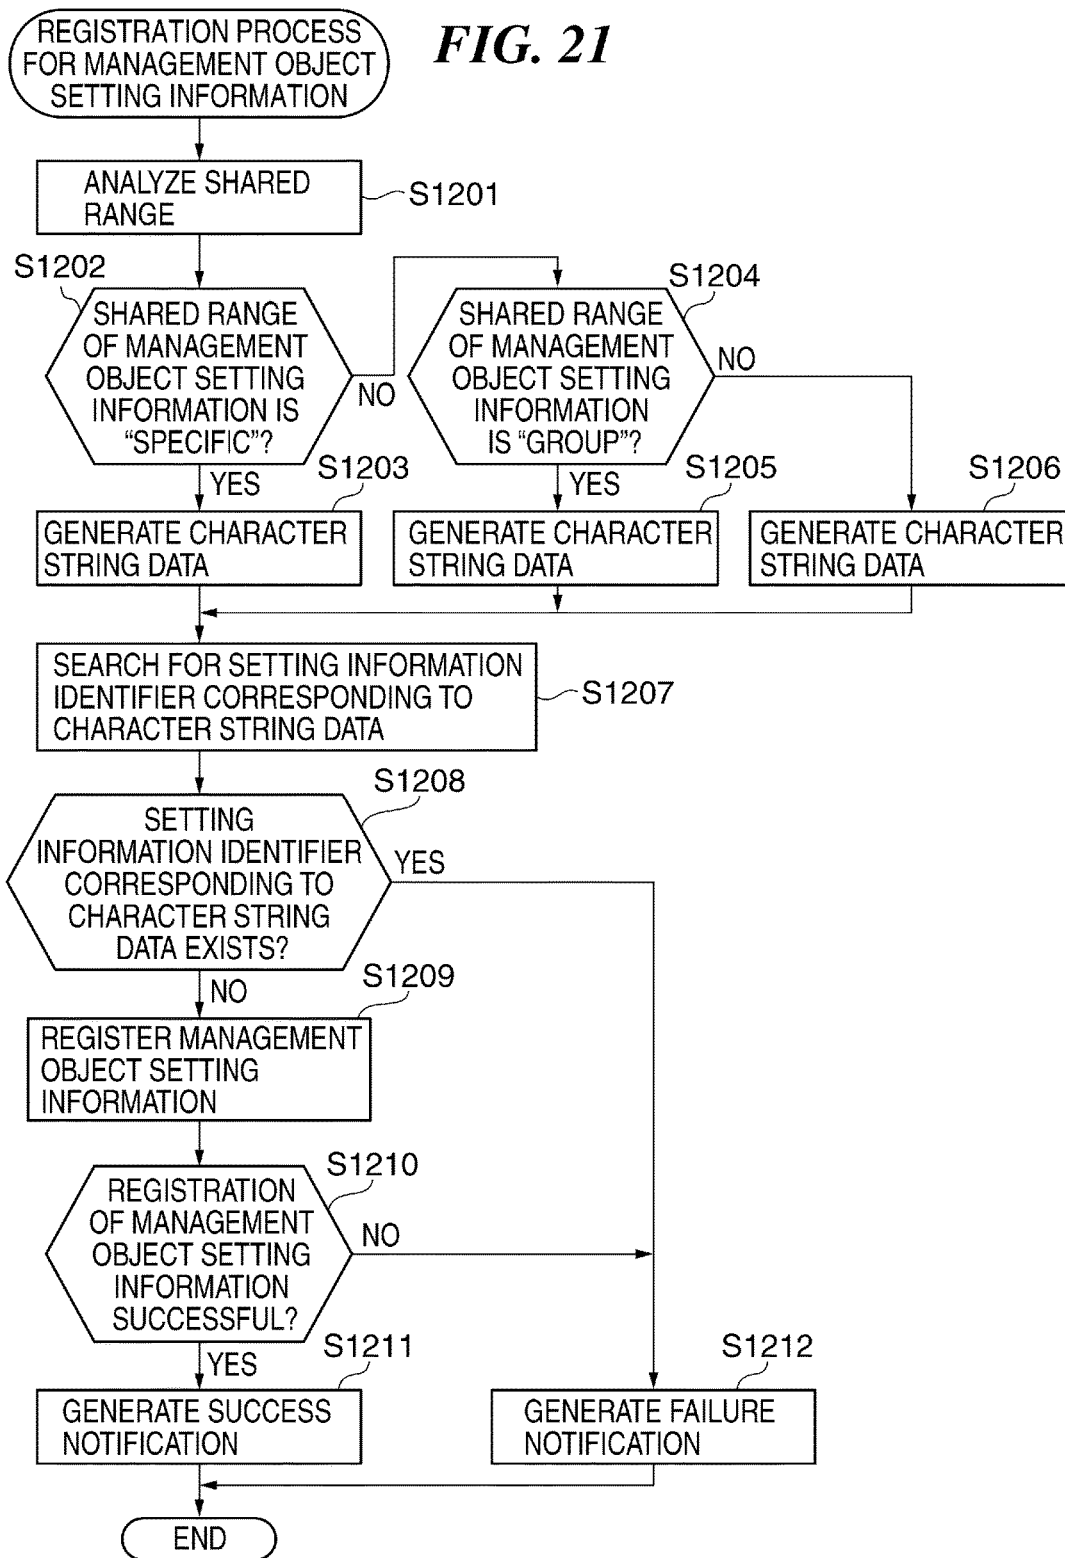 REGISTRATION PROCESS
FOR MANAGEMENT OBJECT
SETTING INFORMATION
FIG. 21
ANALYZE SHARED
RANGE
S1201
S1202
SHARED RANGE
OF MANAGEMENT
OBJECT SETTING
INFORMATION IS
“SPECIFIC”?
NO
YES
S1204
SHARED RANGE
OF MANAGEMENT
OBJECT SETTING
INFORMATION
IS “GROUP”?
NO
YES
S1203
GENERATE CHARACTER
STRING DATA
S1205
GENERATE CHARACTER
STRING DATA
S1206
GENERATE CHARACTER
STRING DATA
SEARCH FOR SETTING INFORMATION
IDENTIFIER CORRESPONDING TO
CHARACTER STRING DATA
S1207
S1208
SETTING
INFORMATION IDENTIFIER
CORRESPONDING TO
CHARACTER STRING
DATA EXISTS?
YES
NO
S1209
REGISTER MANAGEMENT
OBJECT SETTING
INFORMATION
S1210
REGISTRATION
OF MANAGEMENT
OBJECT SETTING
INFORMATION
SUCCESSFUL?
NO
YES
S1211
GENERATE SUCCESS
NOTIFICATION
S1212
GENERATE FAILURE
NOTIFICATION
END